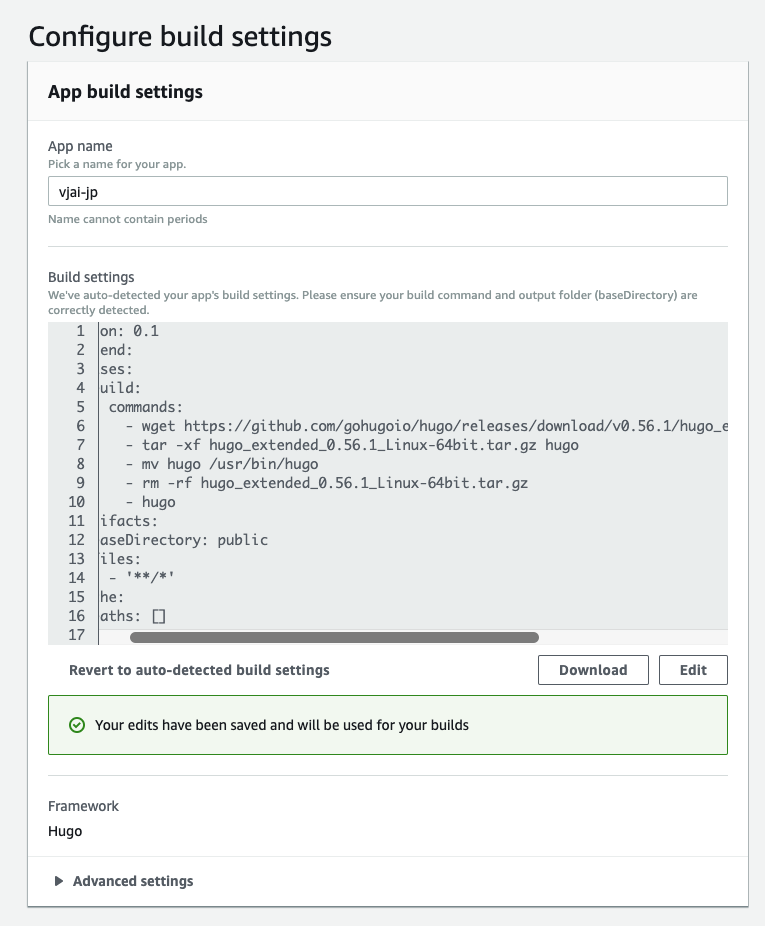 Configure build settings
App build settings
App name
Pick a name for your app.
vjai-jp
Name cannot contain periods
Build settings
We've auto-detected your app's build settings. Please ensure your build command and output folder (baseDirectory) are
correctly detected.
1 on: 0.1
2 end:
3 ses:
4 uild:
5 commands:
6 - wget https://github.com/gohugoio/hugo/releases/download/v0.56.1/hugo_e
7 - tar -xf hugo_extended_0.56.1_Linux-64bit.tar.gz hugo
8 - mv hugo /usr/bin/hugo
9 - rm -rf hugo_extended_0.56.1_Linux-64bit.tar.gz
10 - hugo
11 ifacts:
12 aseDirectory: public
13 iles:
14 - '**/*'
15 he:
16 aths: []
17
Revert to auto-detected build settings
Download
Edit
Your edits have been saved and will be used for your builds
Framework
Hugo
Advanced settings